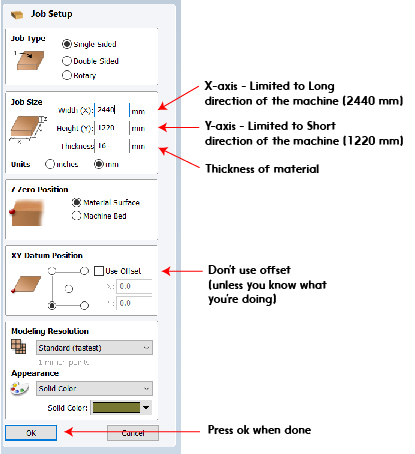 Job Setup
Job Type
Single Sided
Double Sided
Rotary
Job Size
Width (X): 2440 mm
Height (Y): 1220 mm
Thickness 16 mm
Units inches mm
X-axis - Limited to Long
direction of the machine (2440 mm)
Y-axis - Limited to Short
direction of the machine (1220 mm)
Thickness of material
Z Zero Position
Material Surface
Machine Bed
XY Datum Position
Use Offset
X: 0.0
0.0
Don't use offset
(unless you know what
you're doing)
Modeling Resolution
Standard (fastest)
Appearance
Solid Color
Solid Color:
OK
Cancel
Press ok when done